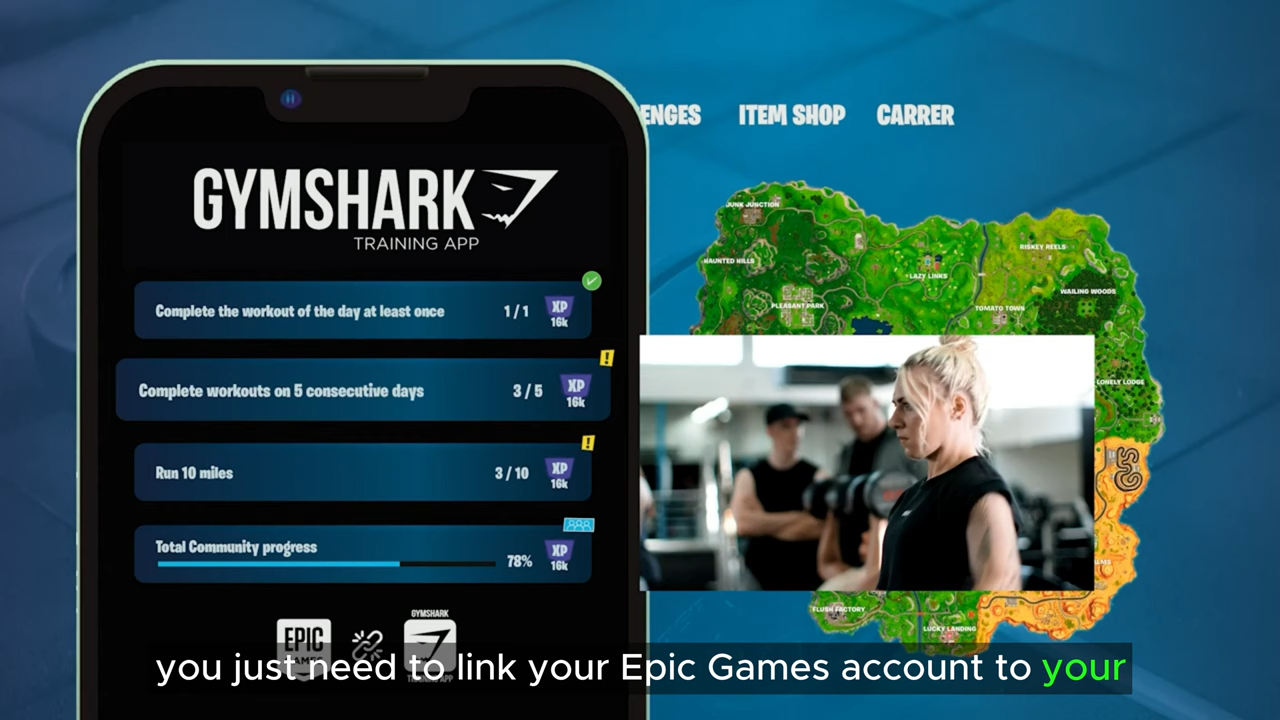 ENGES ITEM SHOP CARRER
GYMSHARK
TRAINING APP
Complete the workout of the day at least once 1 / 1 XP 16k
Complete workouts on 5 consecutive days 3 / 5 XP 16k
Run 10 miles 3 / 10 XP 16k
Total Community progress 78% XP 16k
JUNK JUNCTION
HAUNTED HILLS
RISKEY REELS
LAZY LINKS
WAILING WOODS
PLEASANT PARK
TOMATO TOWN
LONELY LODGE
FLUSH FACTORY
LUCKY LANDING
EPIC
GAMES
GYMSHARK
TRAINING APP
you just need to link your Epic Games account to your